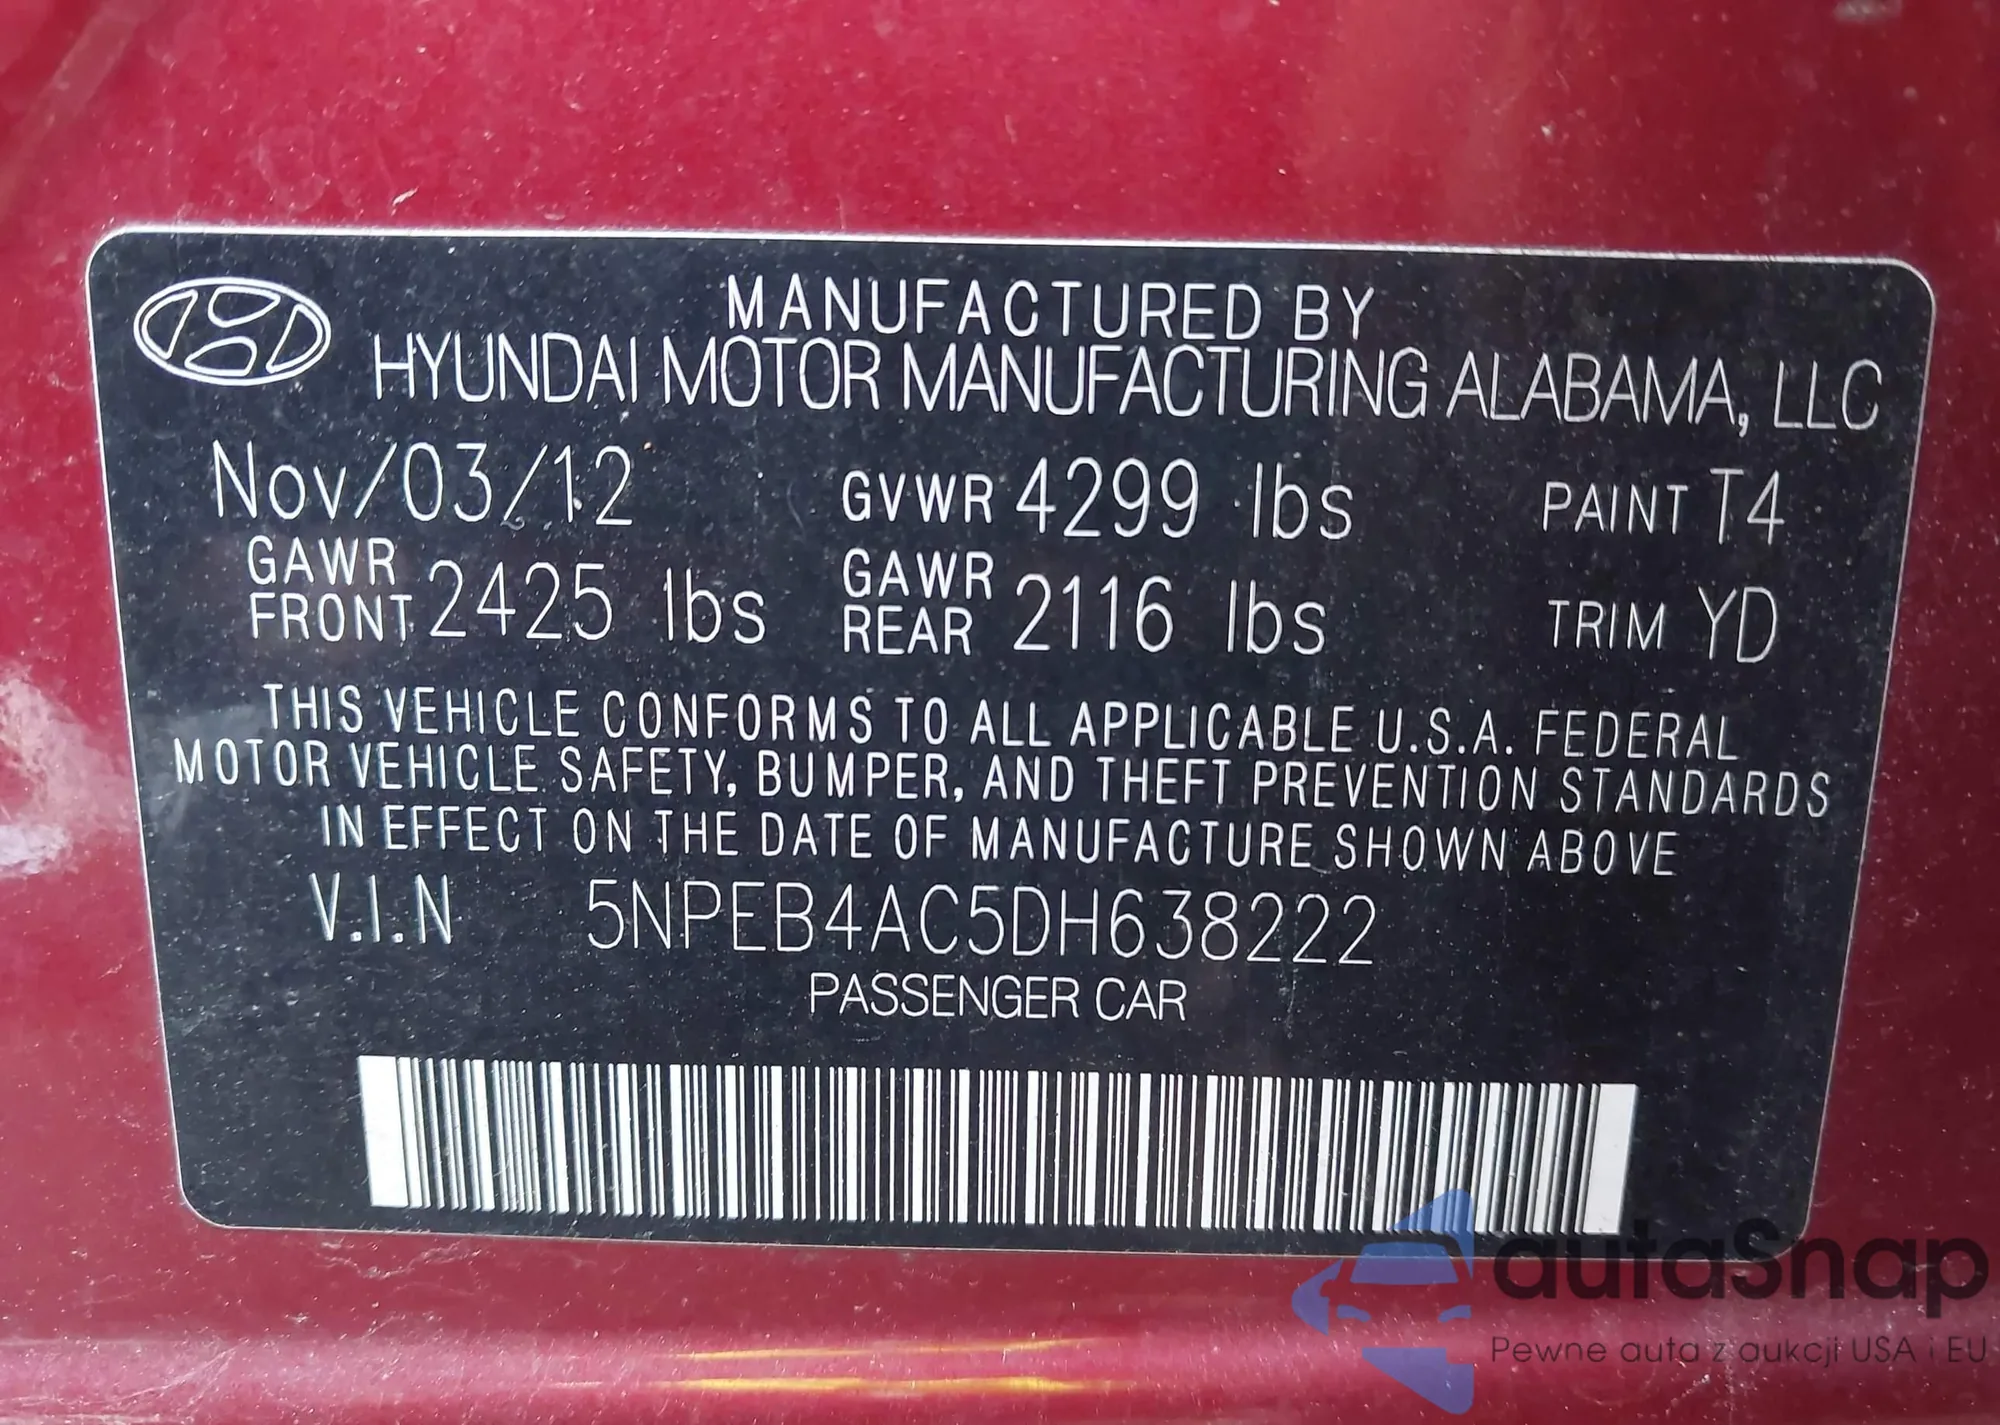 MANUFACTURED BY
HYUNDAI MOTOR MANUFACTURING ALABAMA, LLC
Nov/03/12 GVWR 4299 lbs PAINT T4
GAWR FRONT 2425 lbs GAWR REAR 2116 lbs TRIM YD
THIS VEHICLE CONFORMS TO ALL APPLICABLE U.S.A. FEDERAL
MOTOR VEHICLE SAFETY, BUMPER, AND THEFT PREVENTION STANDARDS
IN EFFECT ON THE DATE OF MANUFACTURE SHOWN ABOVE
V.I.N 5NPEB4AC5DH638222
PASSENGER CAR
autaSnap
Pewne auta z aukcji USA i EU